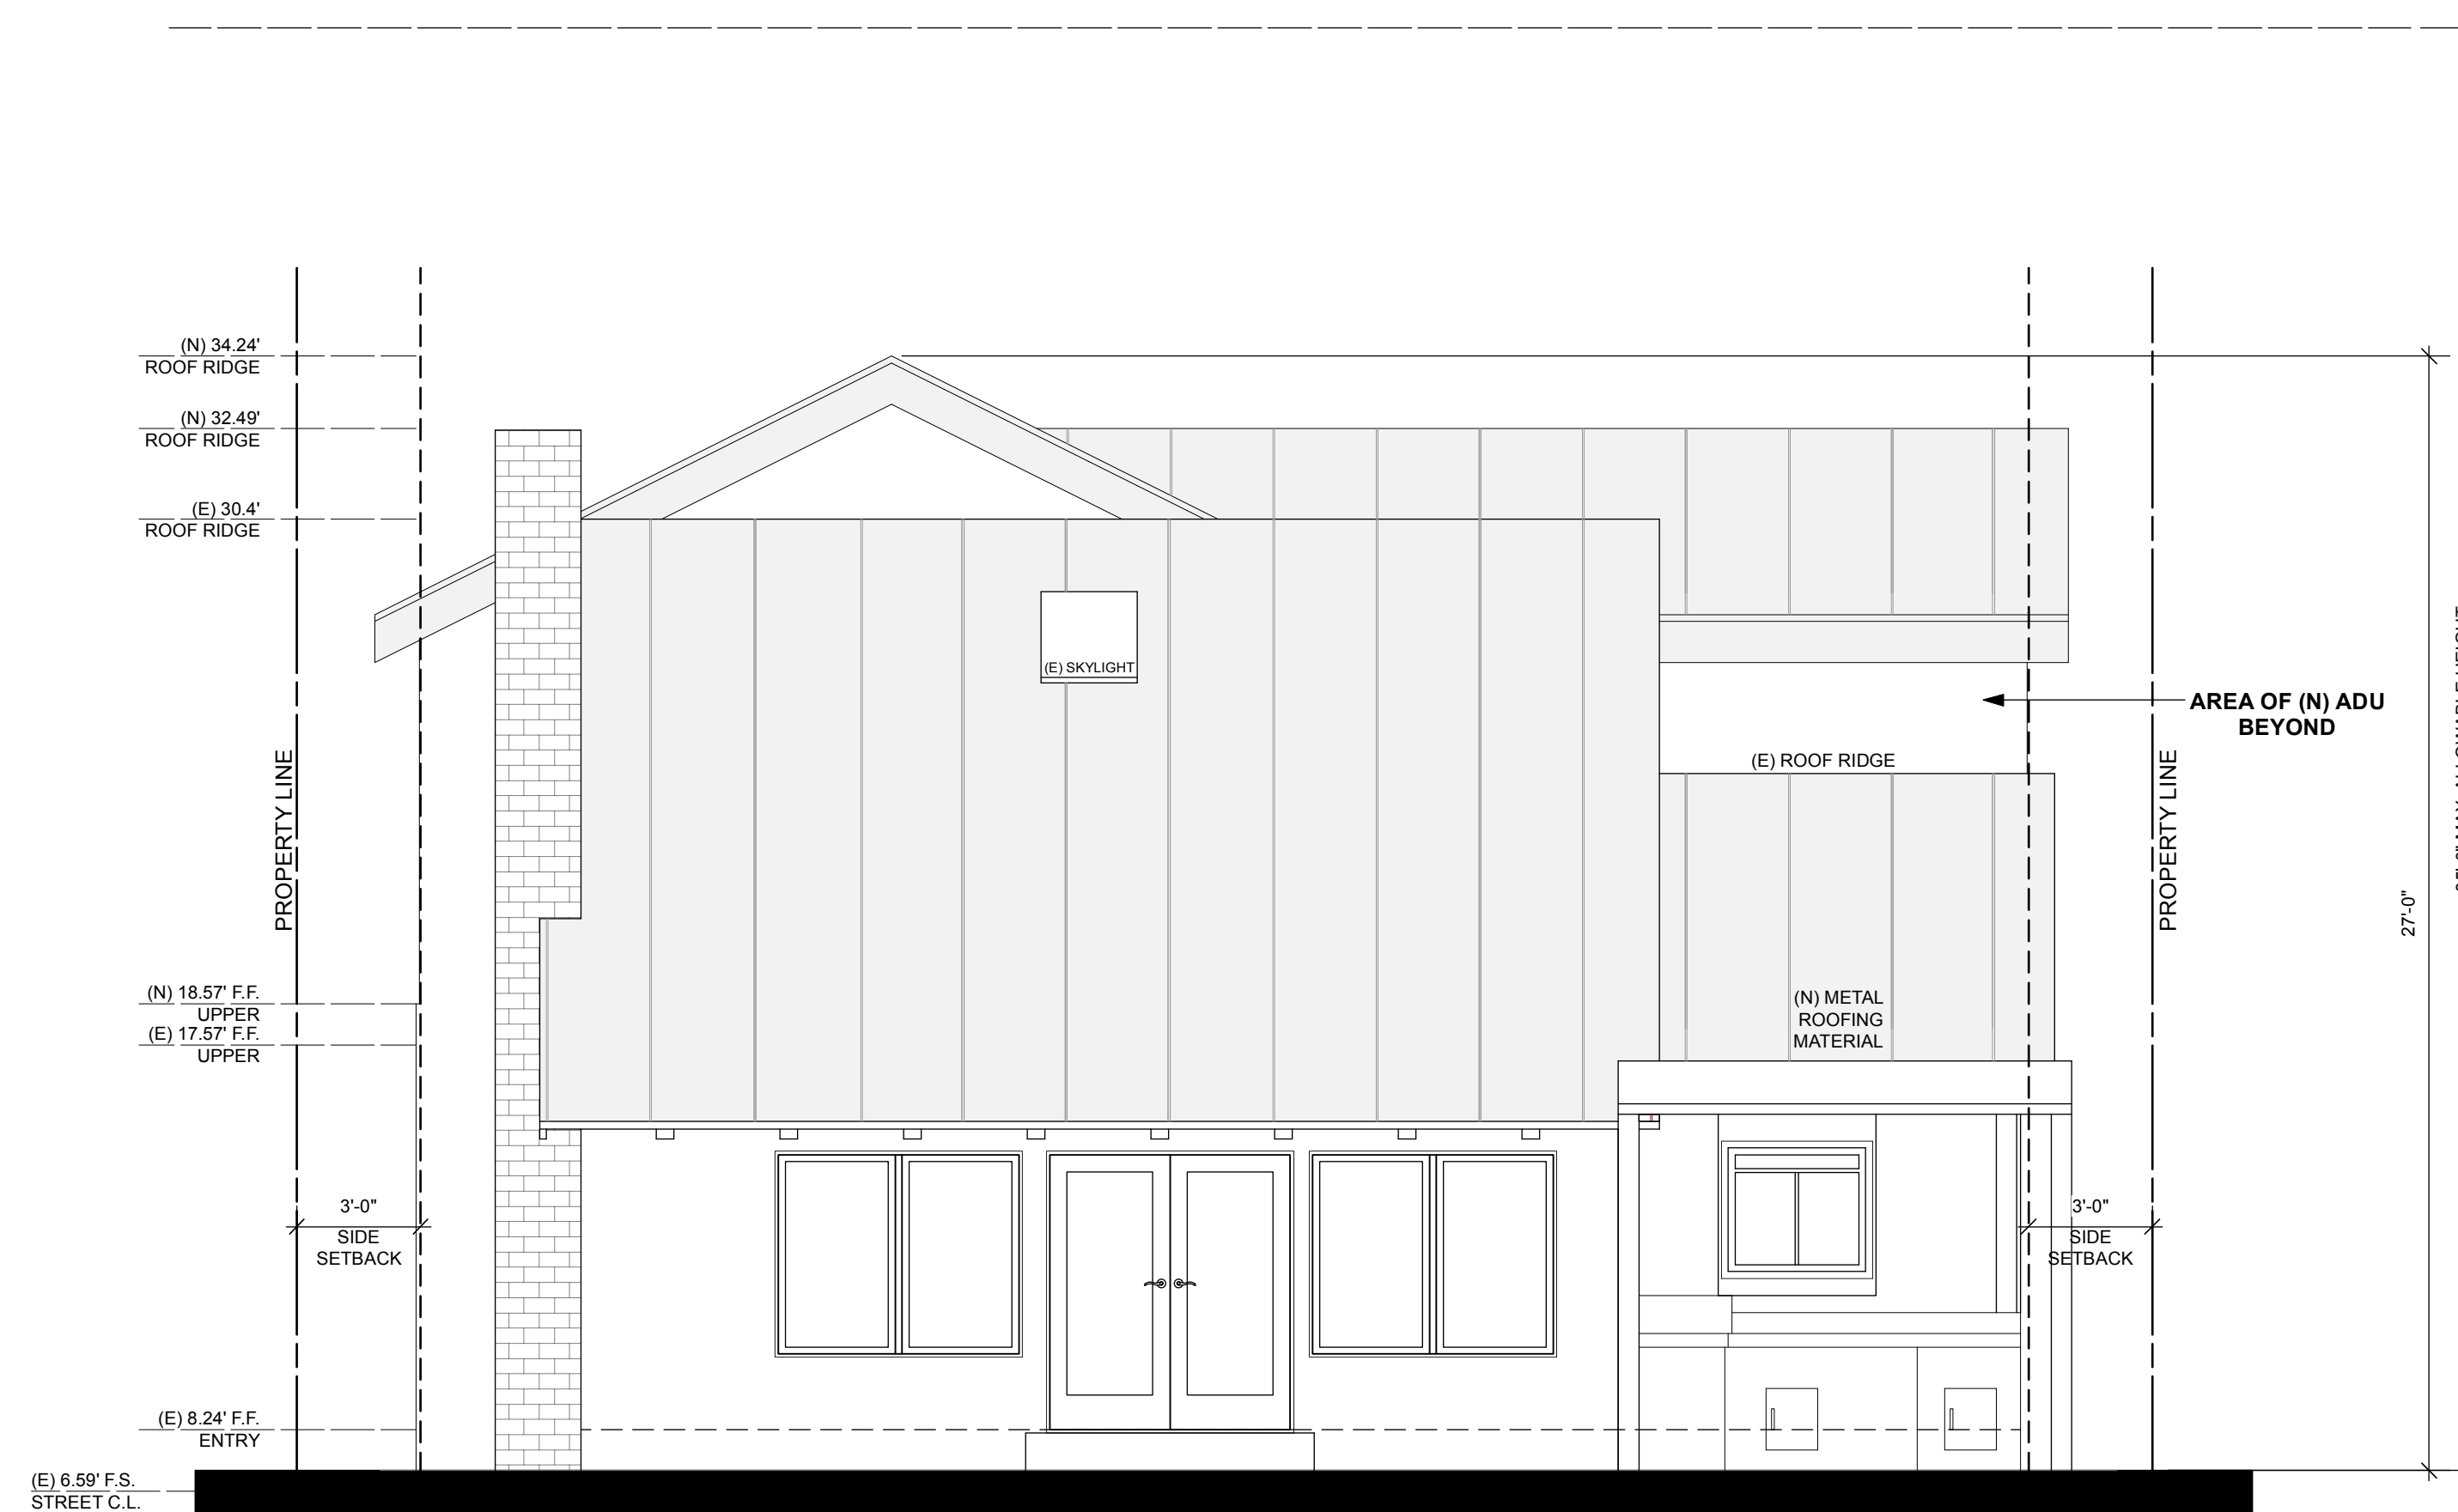 (N) 34.24'
ROOF RIDGE
(N) 32.49'
ROOF RIDGE
(E) 30.4'
ROOF RIDGE
(E) SKYLIGHT
AREA OF (N) ADU
BEYOND
(E) ROOF RIDGE
PROPERTY LINE
PROPERTY LINE
27'-0"
(N) METAL
ROOFING
MATERIAL
(N) 18.57' F.F.
UPPER
(E) 17.57' F.F.
UPPER
3'-0"
SIDE
SETBACK
3'-0"
SIDE
SETBACK
(E) 8.24' F.F.
ENTRY
(E) 6.59' F.S.
STREET C.L.